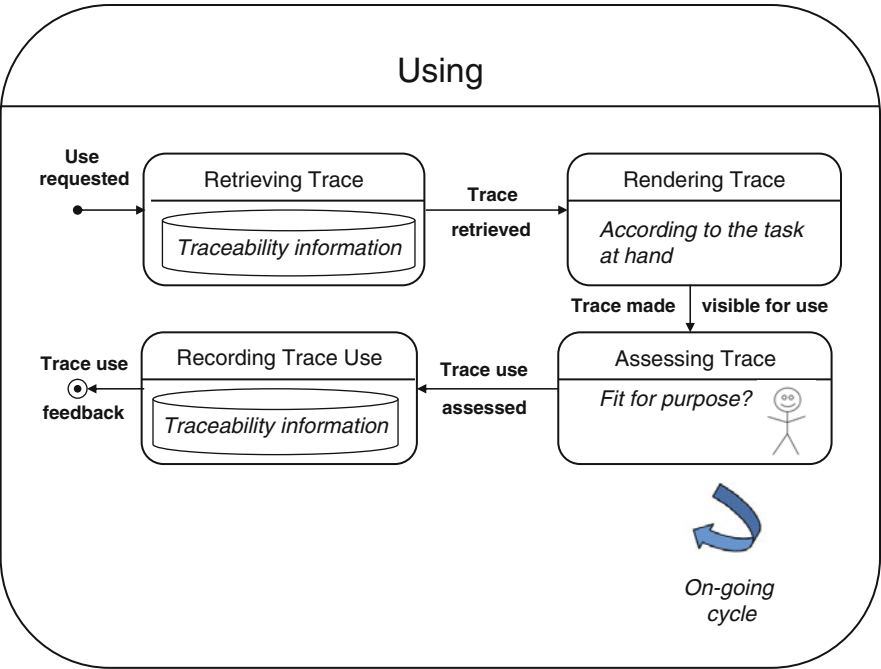 Using
Use
requested
Retrieving Trace
Traceability information
Trace
retrieved
Rendering Trace
According to the task
at hand
Trace made visible for use
Assessing Trace
Fit for purpose?
Trace use
assessed
Recording Trace Use
Traceability information
Trace use
feedback
On-going
cycle